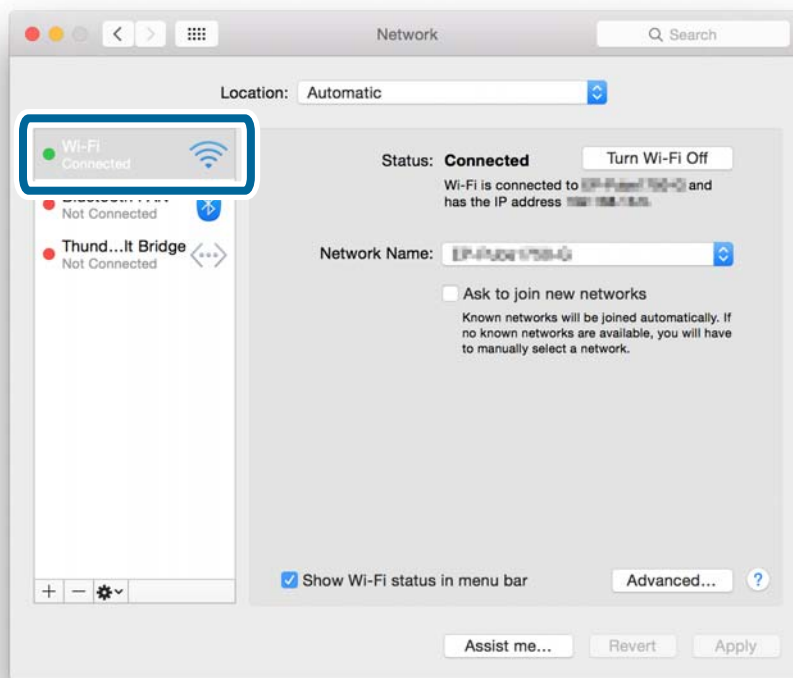 Network
Search
Location: Automatic
Wi-Fi
Connected
Not Connected
Thund...lt Bridge
Not Connected
Status: Connected
Turn Wi-Fi Off
Wi-Fi is connected to and
has the IP address
Network Name:
Ask to join new networks
Known networks will be joined automatically. If
no known networks are available, you will have
to manually select a network.
Show Wi-Fi status in menu bar
Advanced...
?
Assist me...
Revert
Apply